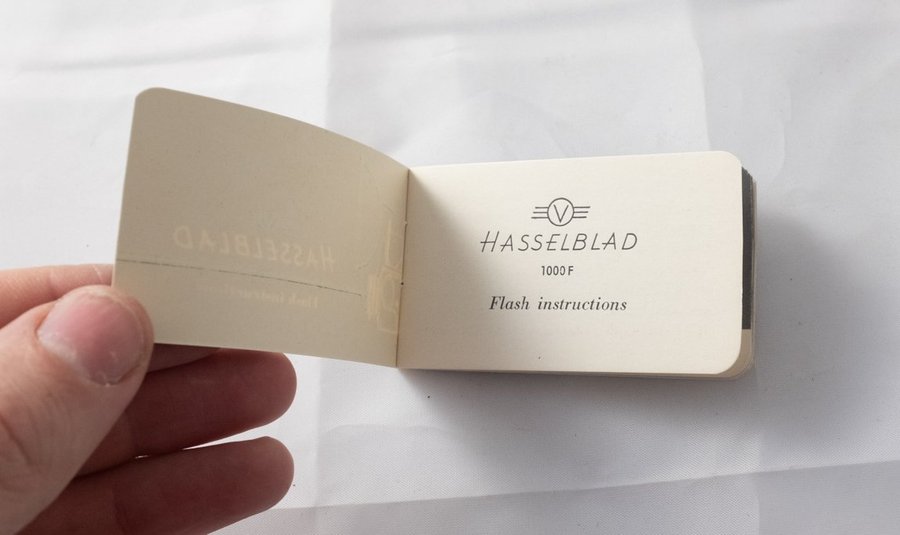 V
HASSELBLAD
1000 F
Flash instructions